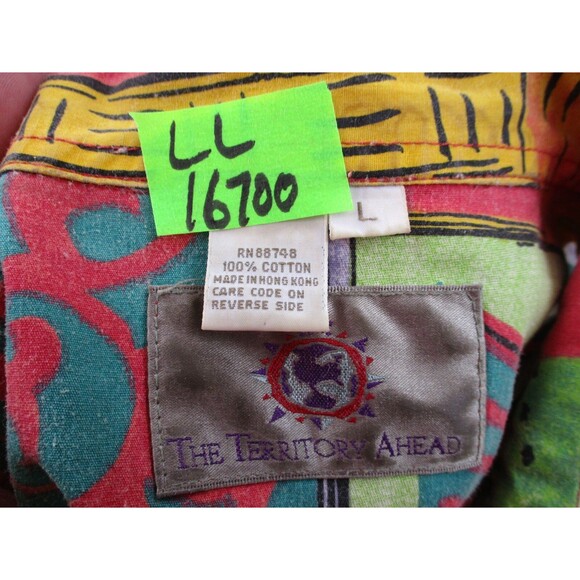 LL
16700
L
RN88748
100% COTTON
MADE IN HONG KONG
CARE CODE ON
REVERSE SIDE
THE TERRITORY AHEAD